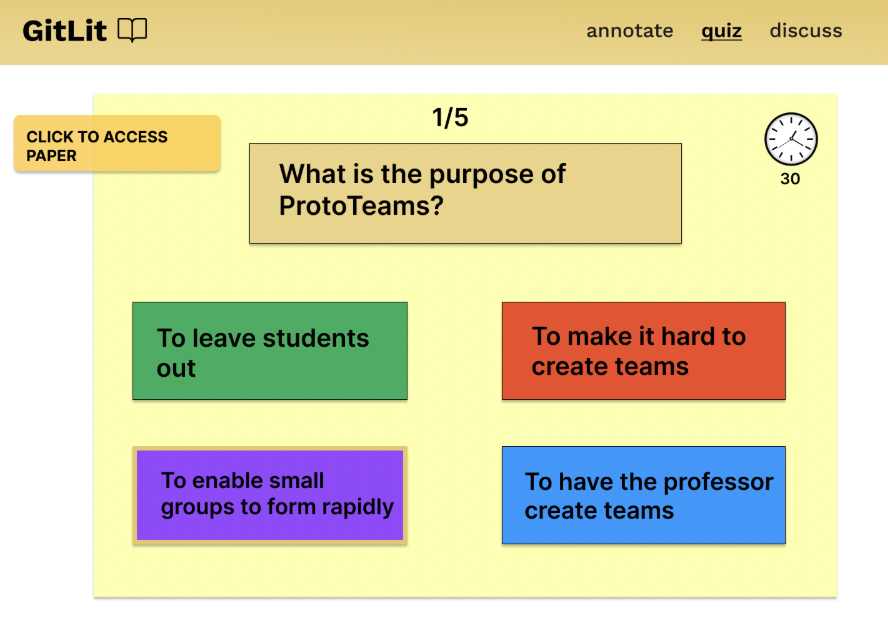 GitLit
annotate quiz discuss
CLICK TO ACCESS
PAPER
1/5
30
What is the purpose of
ProtoTeams?
To leave students
out
To make it hard to
create teams
To enable small
groups to form rapidly
To have the professor
create teams